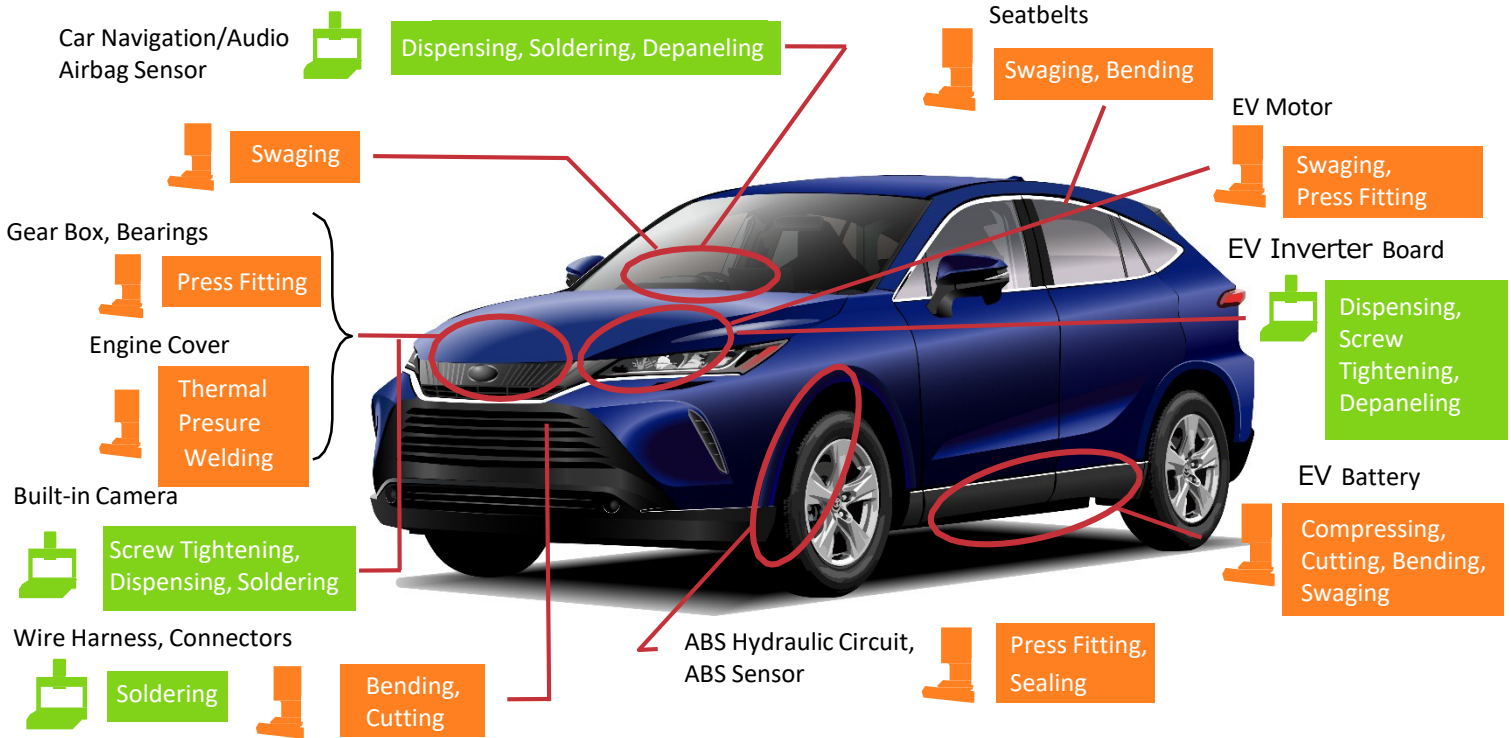 Car Navigation/Audio
Airbag Sensor
Dispensing, Soldering, Depaneling
Swaging
Seatbelts
Swaging, Bending
EV Motor
Swaging,
Press Fitting
Gear Box, Bearings
Press Fitting
EV Inverter Board
Dispensing,
Screw
Tightening,
Depaneling
Engine Cover
Thermal
Presure
Welding
Built-in Camera
Screw Tightening,
Dispensing, Soldering
EV Battery
Compressing,
Cutting, Bending,
Swaging
Wire Harness, Connectors
Soldering
Bending,
Cutting
ABS Hydraulic Circuit,
ABS Sensor
Press Fitting,
Sealing